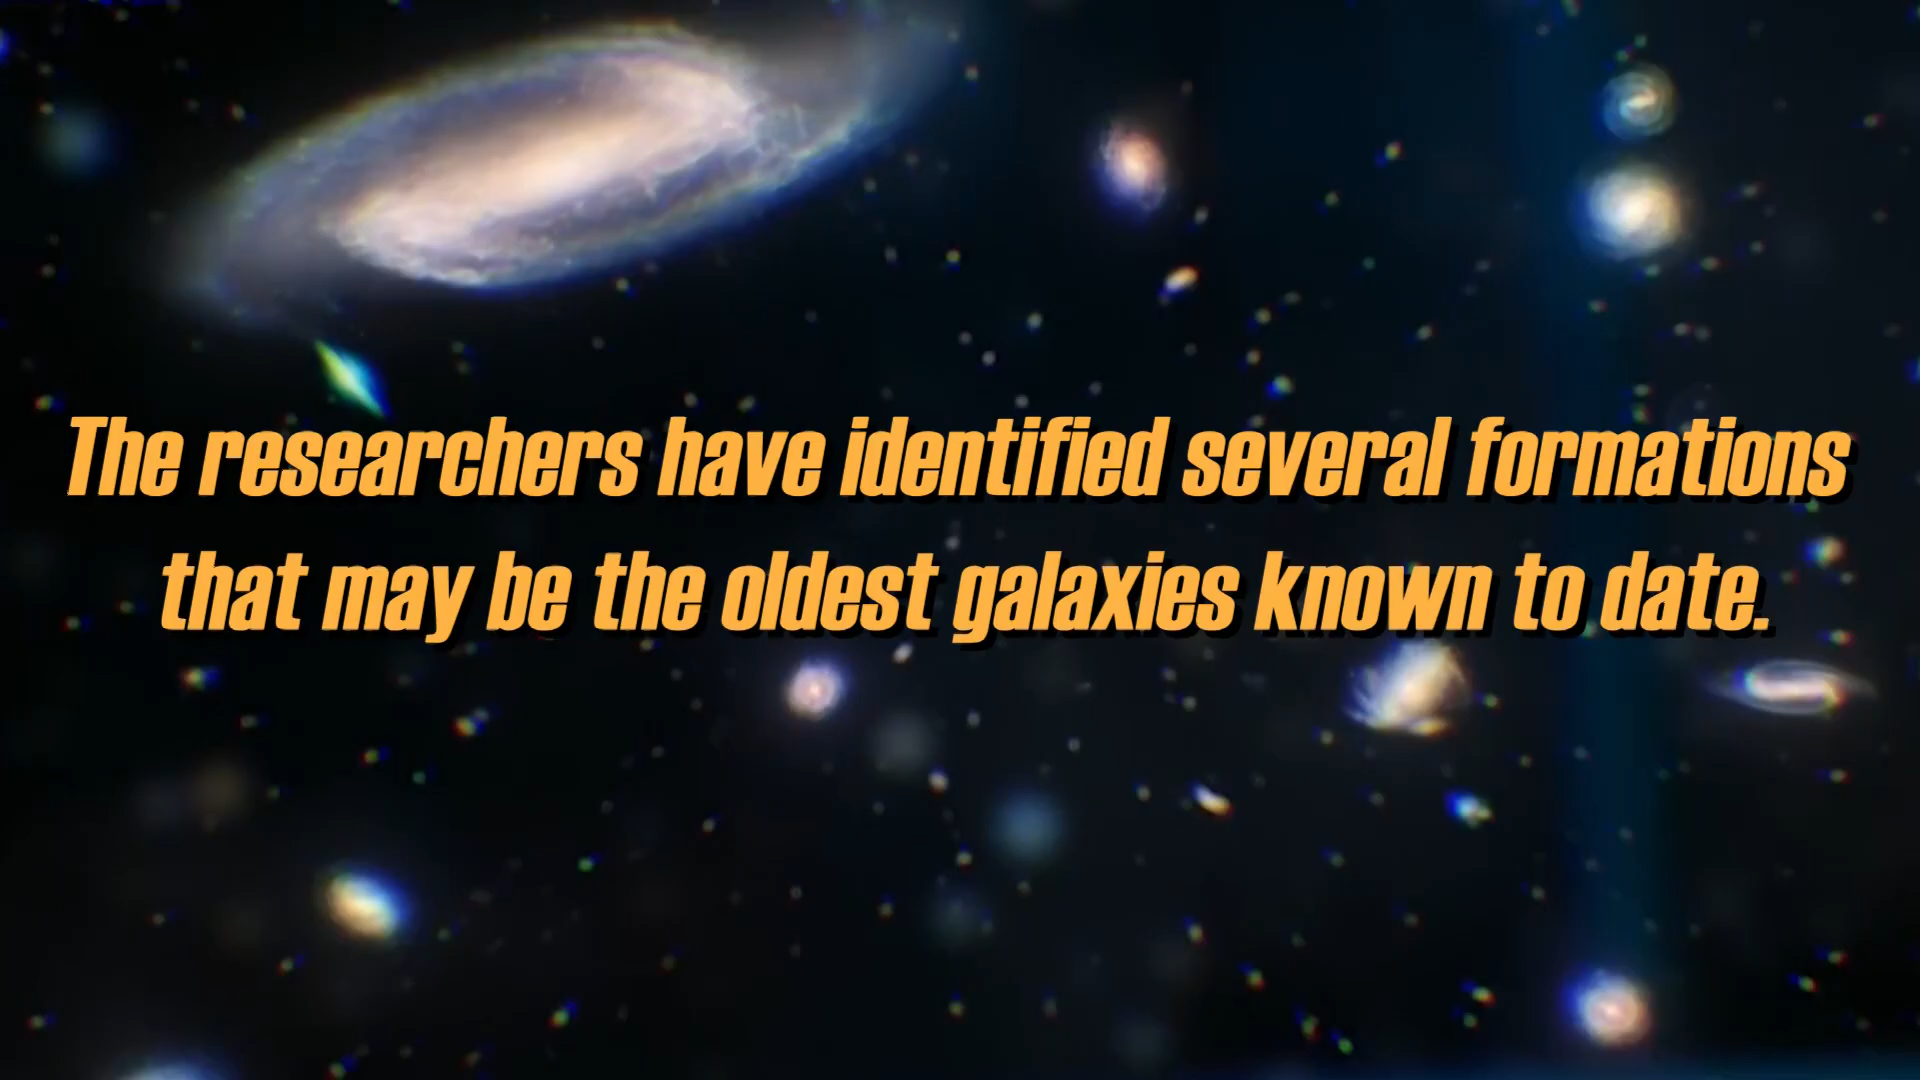 The researchers have identified several formations
that may be the oldest galaxies known to date.